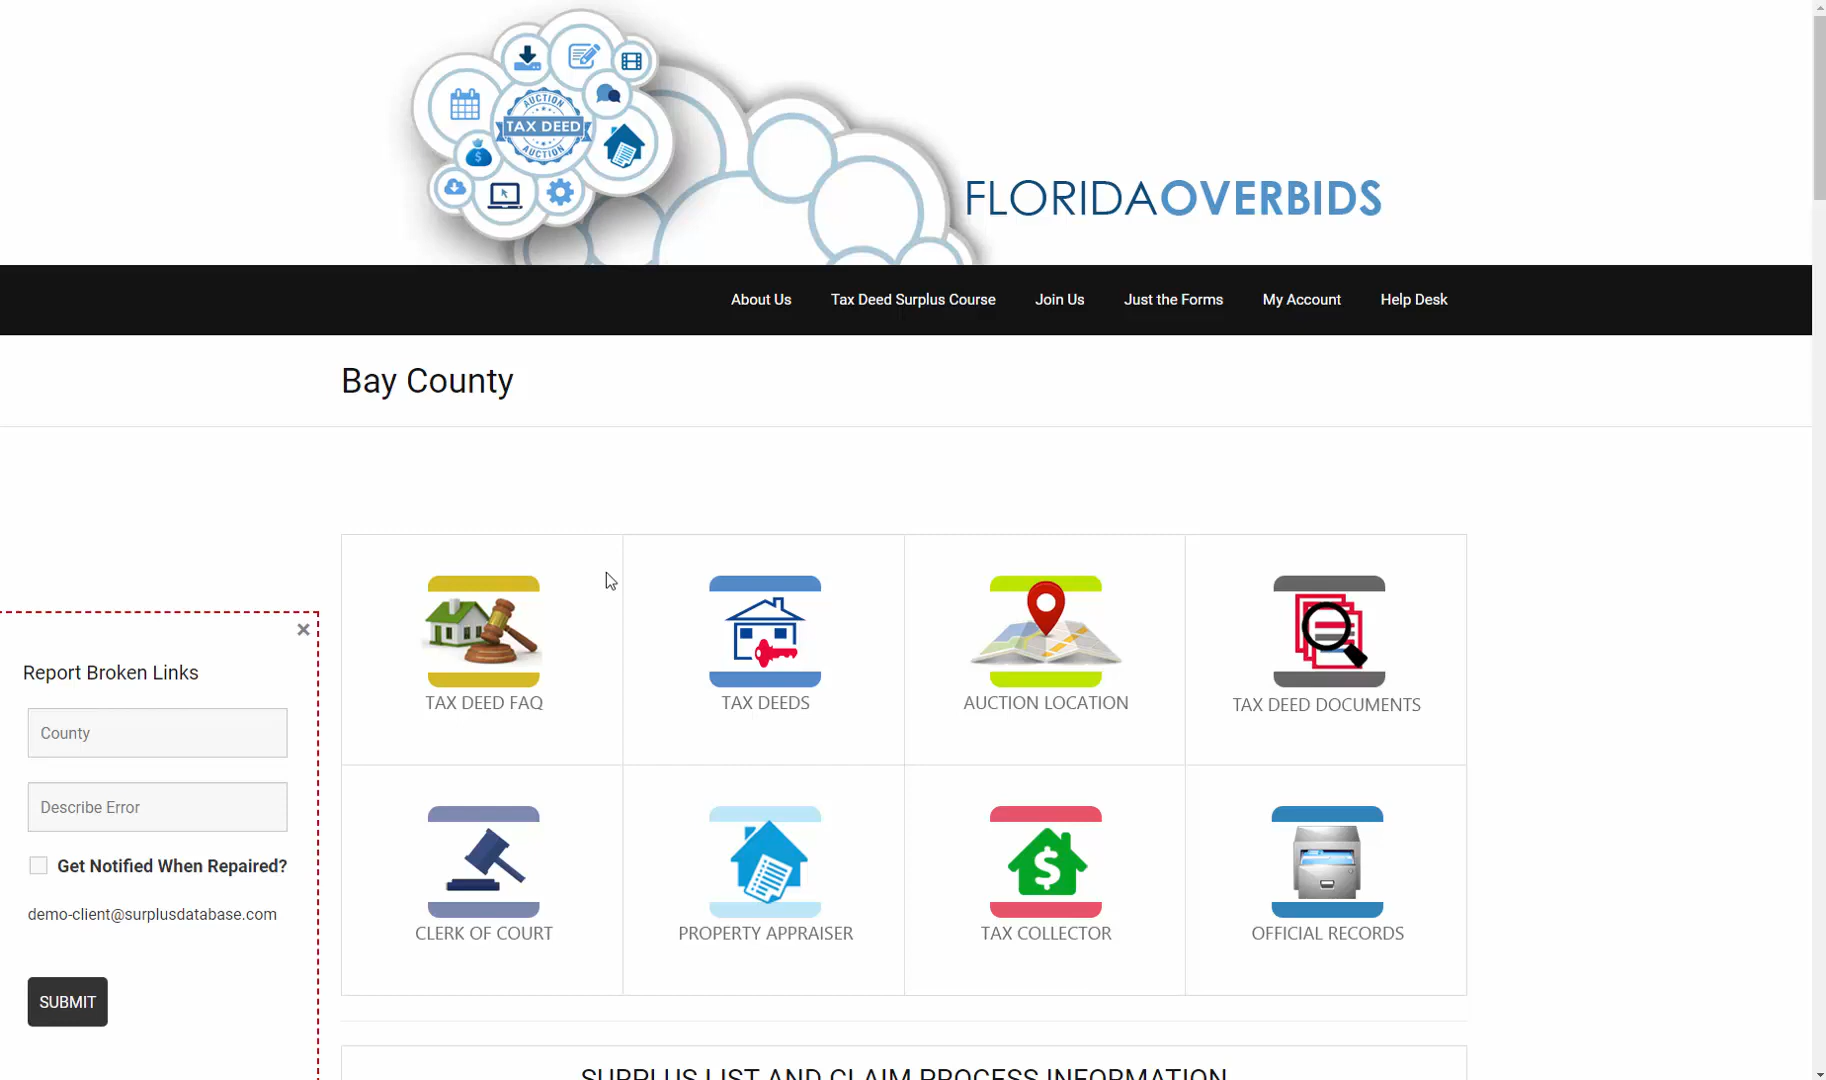 AUCTION
TAX DEED
AUCTION
FLORIDAOVERBIDS
About Us
Tax Deed Surplus Course
Join Us
Just the Forms
My Account
Help Desk
Bay County
TAX DEED FAQ
TAX DEEDS
AUCTION LOCATION
TAX DEED DOCUMENTS
CLERK OF COURT
PROPERTY APPRAISER
TAX COLLECTOR
OFFICIAL RECORDS
Report Broken Links
County
Describe Error
Get Notified When Repaired?
demo-client@surplusdatabase.com
SUBMIT
SURPLUS LIST AND CLAIM PROCESS INFORMATION